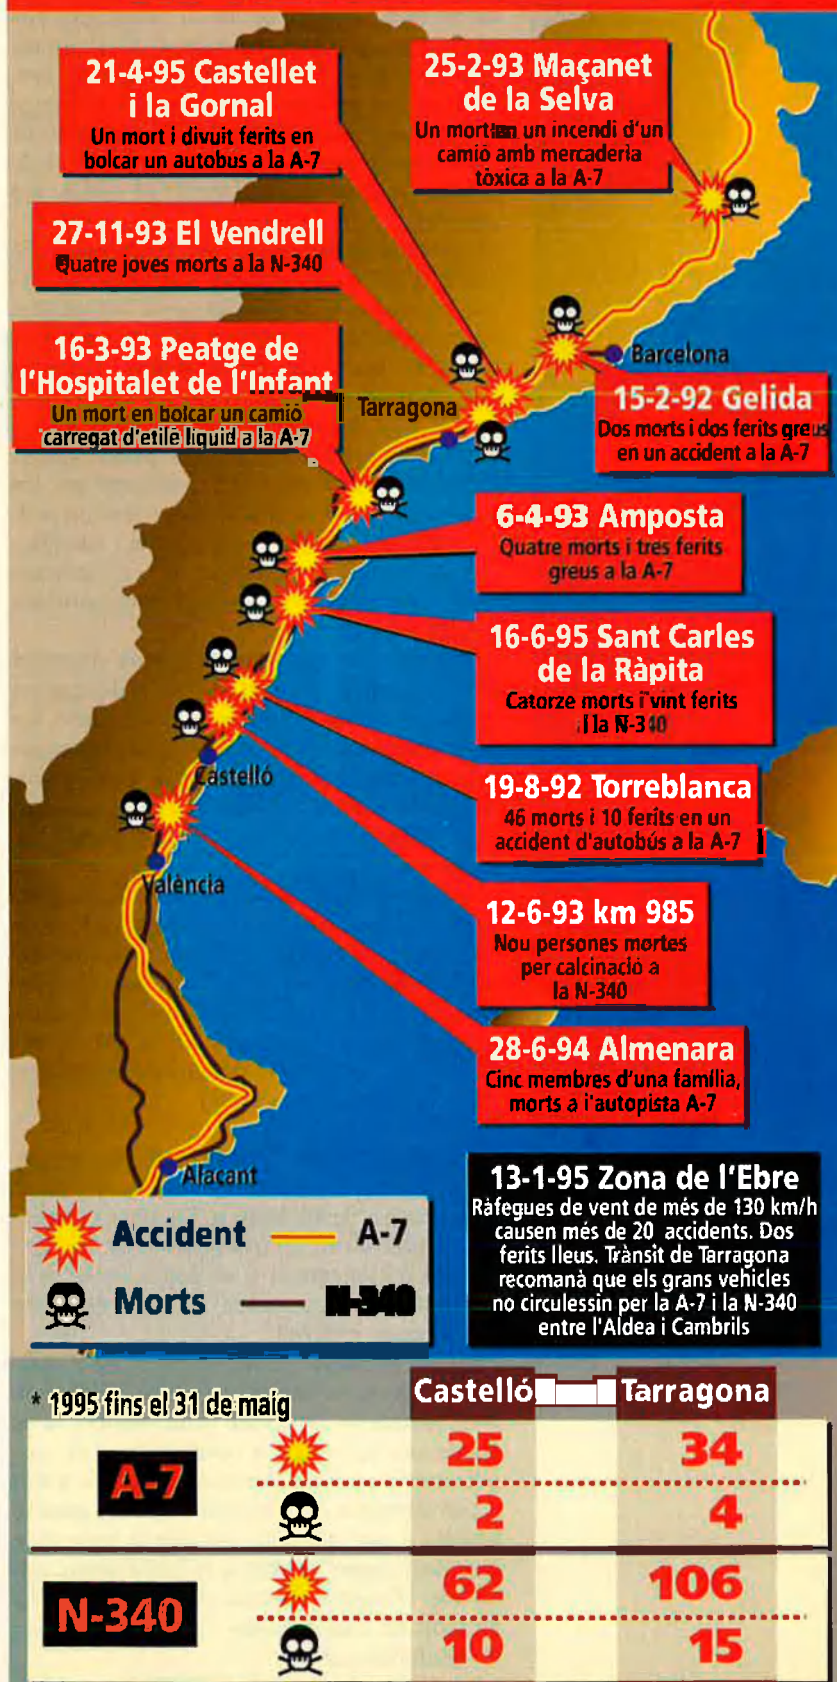 21-4-95 Castellet
i la Gornal
Un mort i divuit ferits en
bolcar un autobús a la A-7
25-2-93 Maçanet
de la Selva
Un mort en un incendi d'un
camió amb mercaderia
tòxica a la A-7
27-11-93 El Vendrell
Quatre joves morts a la N-340
16-3-93 Peatge de
l'Hospitalet de l'Infant
Un mort en bolcar un camió
carregat d'etilè líquid a la A-7
Tarragona
Barcelona
15-2-92 Gelida
Dos morts i dos ferits greus
en un accident a la A-7
6-4-93 Amposta
Quatre morts i tres ferits
greus a la A-7
16-6-95 Sant Carles
de la Ràpita
Catorze morts i vint ferits
la N-340
Castelló
19-8-92 Torreblanca
46 morts i 10 ferits en un
accident d'autobús a la A-7
València
12-6-93 km 985
Nou persones mortes
per calcinació a
la N-340
28-6-94 Almenara
Cinc membres d'una família,
morts a l'autopista A-7
Alacant
13-1-95 Zona de l'Ebre
Ràfegues de vent de més de 130 km/h
causen més de 20 accidents. Dos
ferits lleus. Trànsit de Tarragona
recomanà que els grans vehicles
no circulessin per la A-7 i la N-340
entre l'Aldea i Cambrils
Accident A-7
Morts N-340
* 1995 fins el 31 de maig
Castelló Tarragona
A-7
25 34
2 4
N-340
62 106
10 15